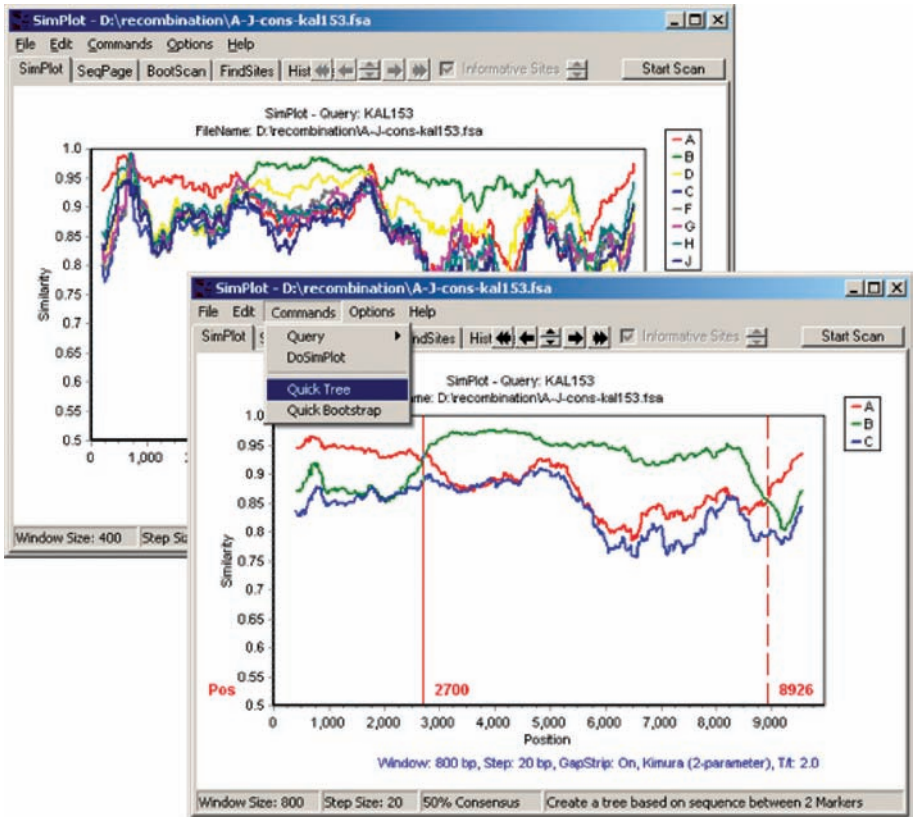 SimPlot - D:\recombination\A-J-cons-kal153.fsa
File Edit Commands Options Help
SimPlot SeqPage BootScan FindSites Hist Informative Sites Start Scan
SimPlot - Query: KAL153
FileName: D:\recombination\A-J-cons-kal153.fsa
1.0
0.95
0.9
0.85
0.8
0.75
0.7
0.65
0.6
0.55
0.5
Similarity
0 1,000
A
B
D
C
F
G
H
J
Window Size: 400 Step
SimPlot - D:\recombination\A-J-cons-kal153.fsa
File Edit Commands Options Help
SimPlot S ndSites Hist Informative Sites Start Scan
Query
DoSimPlot
Quick Tree
Quick Bootstrap
SimPlot - Query: KAL153
me: D:\recombination\A-J-cons-kal153.fsa
1.0
0.95
0.9
0.85
0.8
0.75
0.7
0.65
0.6
0.55
0.5
Similarity
Pos 2700 8926
0 1,000 2,000 3,000 4,000 5,000 6,000 7,000 8,000 9,000
Position
A
B
C
Window: 800 bp, Step: 20 bp, GapStrip: On, Kimura (2-parameter), T/t: 2.0
Window Size: 800 Step Size: 20 50% Consensus Create a tree based on sequence between 2 Markers